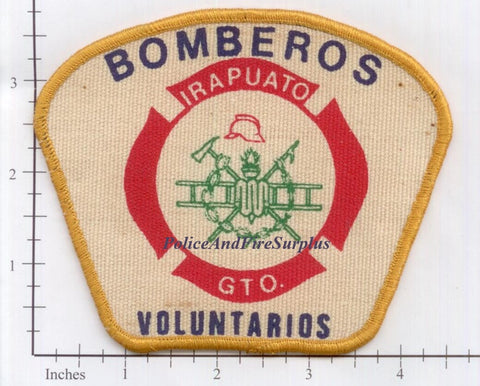 BOMBEROS
IRAPUATO
PoliceAndFireSurplus
GTO.
VOLUNTARIOS
3
2
1
Inches 1 2 3 4